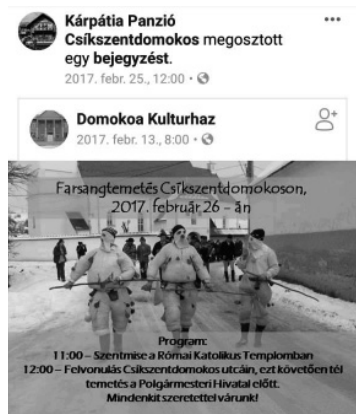 Kárpátia Panzió
Csíkszentdomokos megosztott
egy bejegyzést.
2017. febr. 25., 12:00 •
Domokoa Kulturhaz
2017. febr. 13., 8:00 •
Farsangtemetés Csíkszentdomokoson,
2017. február 26 - án
Program:
11:00 – Szentmise a Római Katolikus Templomban
12:00 – Felvonulás Csíkszentdomokos utcáin, ezt követően tél
temetés a Polgármesteri Hivatal előtt.
Mindenkit szeretettel várunk!